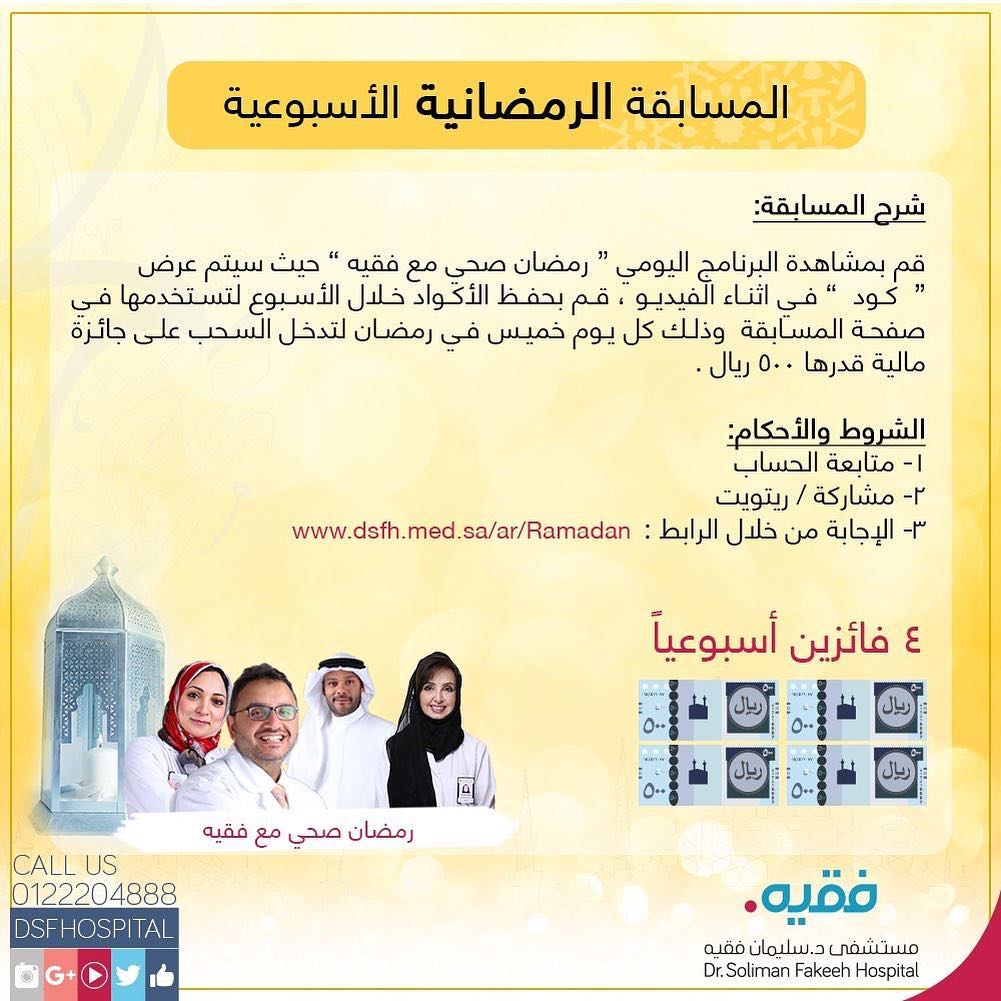 المسابقة الرمضانية الأسبوعية
شرح المسابقة:
قم بمشاهدة البرنامج اليومي ” رمضان صحي مع فقيه “ حيث سيتم عرض
” كود “ في اثناء الفيديو ، قم بحفظ الأكواد خلال الأسبوع لتستخدمها في
صفحة المسابقة وذلك كل يوم خميس في رمضان لتدخل السحب على جائزة
مالية قدرها ٥٠٠ ريال .
الشروط والأحكام:
١- متابعة الحساب
٢- مشاركة / ريتويت
٣- الإجابة من خلال الرابط : www.dsfh.med.sa/ar/Ramadan
٤ فائزين أسبوعياً
٥٠٠ ريال ٥٠٠ ريال
٥٠٠ ريال ٥٠٠ ريال
رمضان صحي مع فقيه
CALL US
0122204888
DSFHOSPITAL
G+
فقيه.
مستشفى د.سليمان فقيه
Dr. Soliman Fakeeh Hospital